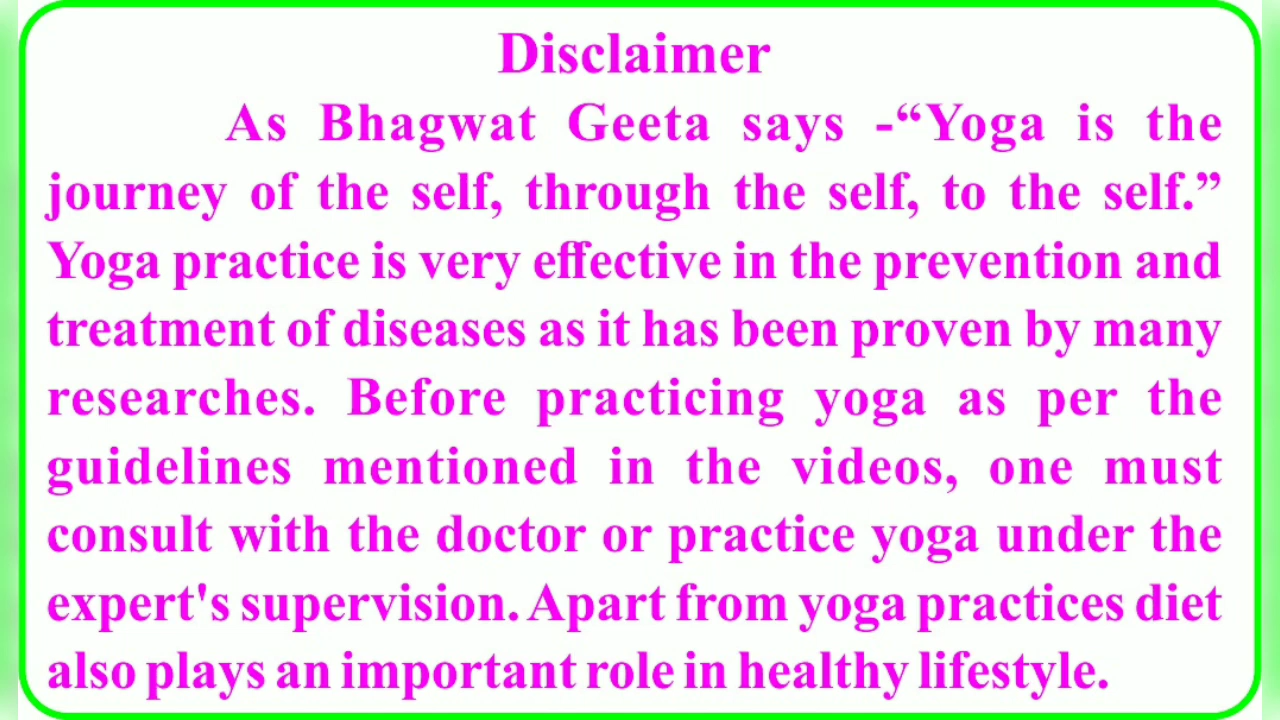 Disclaimer
As Bhagwat Geeta says -“Yoga is the
journey of the self, through the self, to the self.”
Yoga practice is very effective in the prevention and
treatment of diseases as it has been proven by many
researches. Before practicing yoga as per the
guidelines mentioned in the videos, one must
consult with the doctor or practice yoga under the
expert's supervision. Apart from yoga practices diet
also plays an important role in healthy lifestyle.